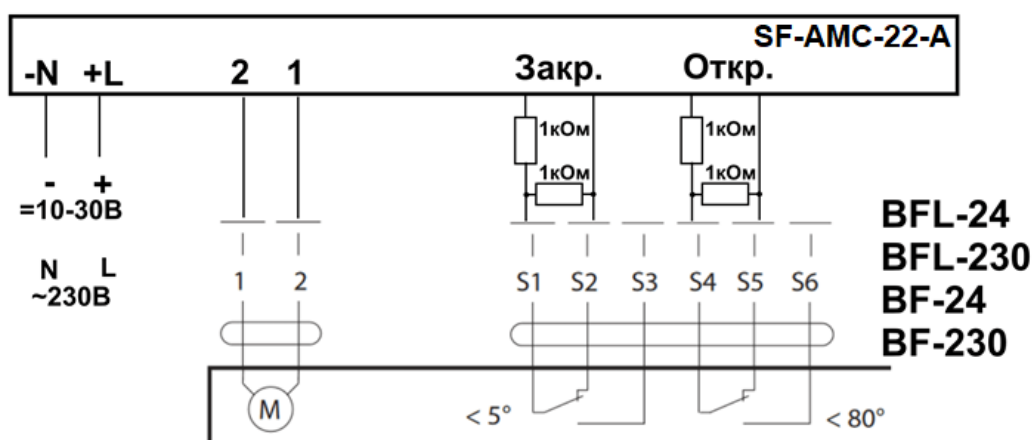 SF-AMC-22-A
-N +L 2 1 Закр. Откр.
1кОм 1кОм
1кОм 1кОм
- +
=10-30В
N L
~230В
BFL-24
BFL-230
BF-24
BF-230
1 2 S1 S2 S3 S4 S5 S6
M < 5° < 80°